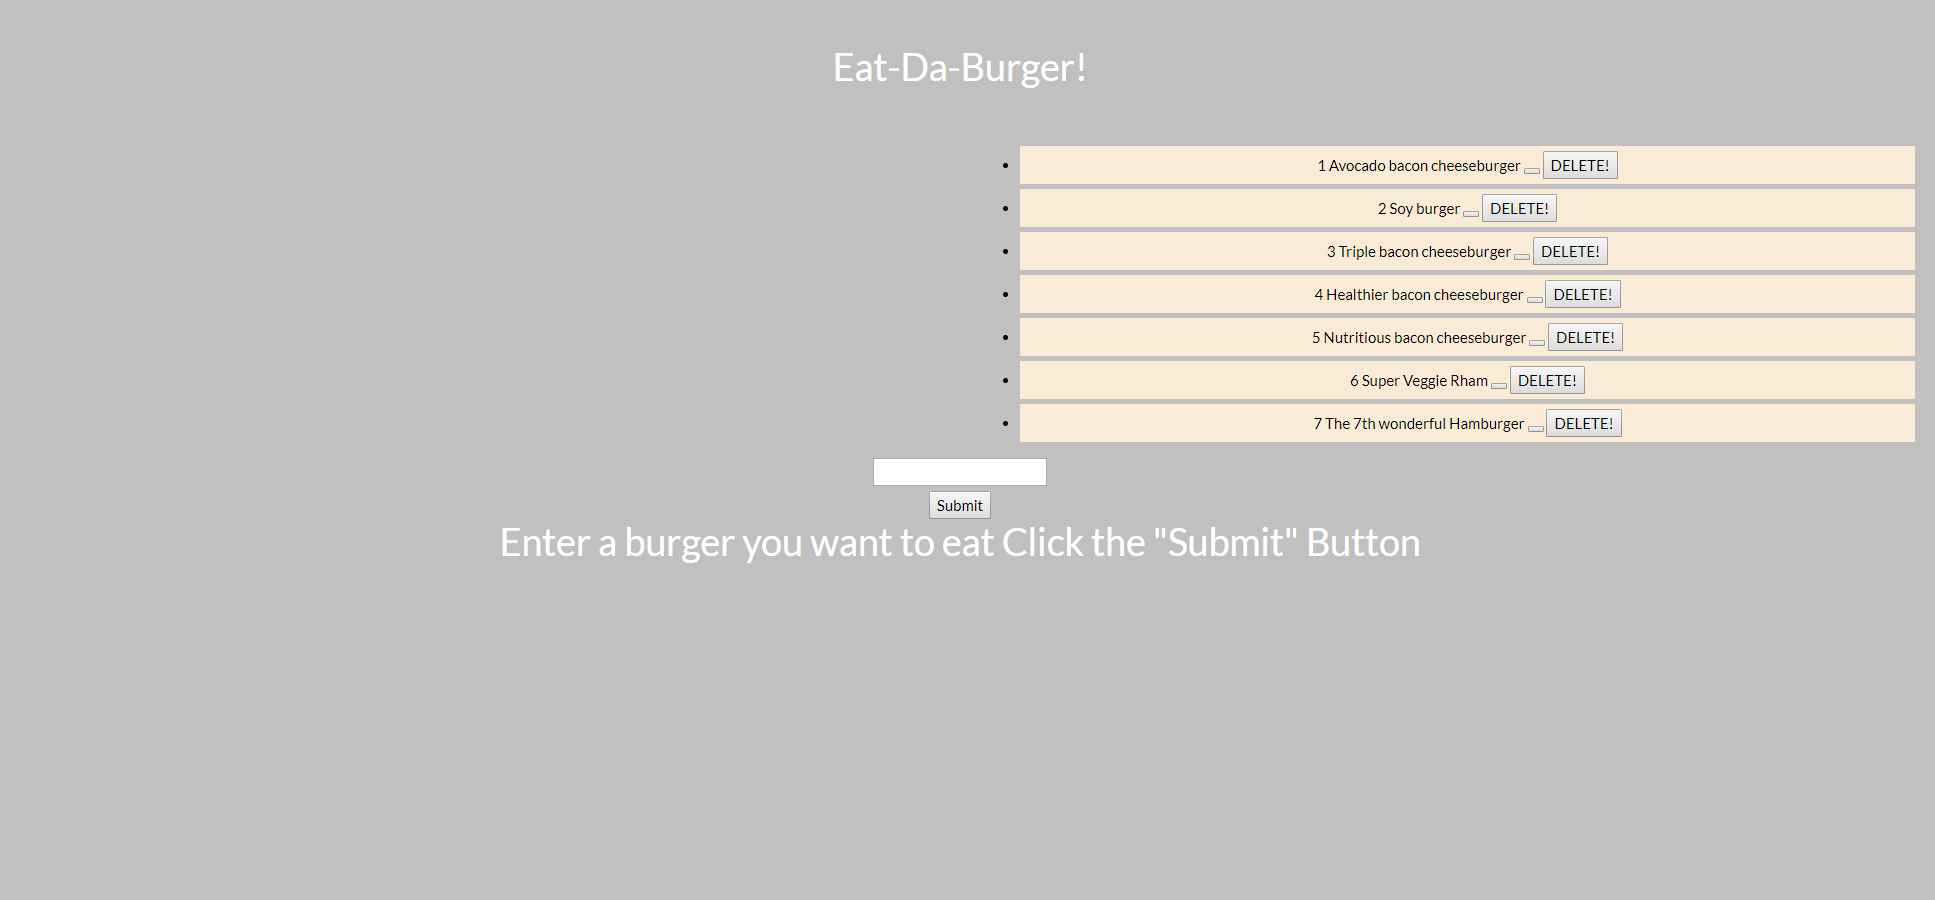 Eat-Da-Burger!
1 Avocado bacon cheeseburger DELETE!
2 Soy burger DELETE!
3 Triple bacon cheeseburger DELETE!
4 Healthier bacon cheeseburger DELETE!
5 Nutritious bacon cheeseburger DELETE!
6 Super Veggie Rham DELETE!
7 The 7th wonderful Hamburger DELETE!
Submit
Enter a burger you want to eat Click the "Submit" Button